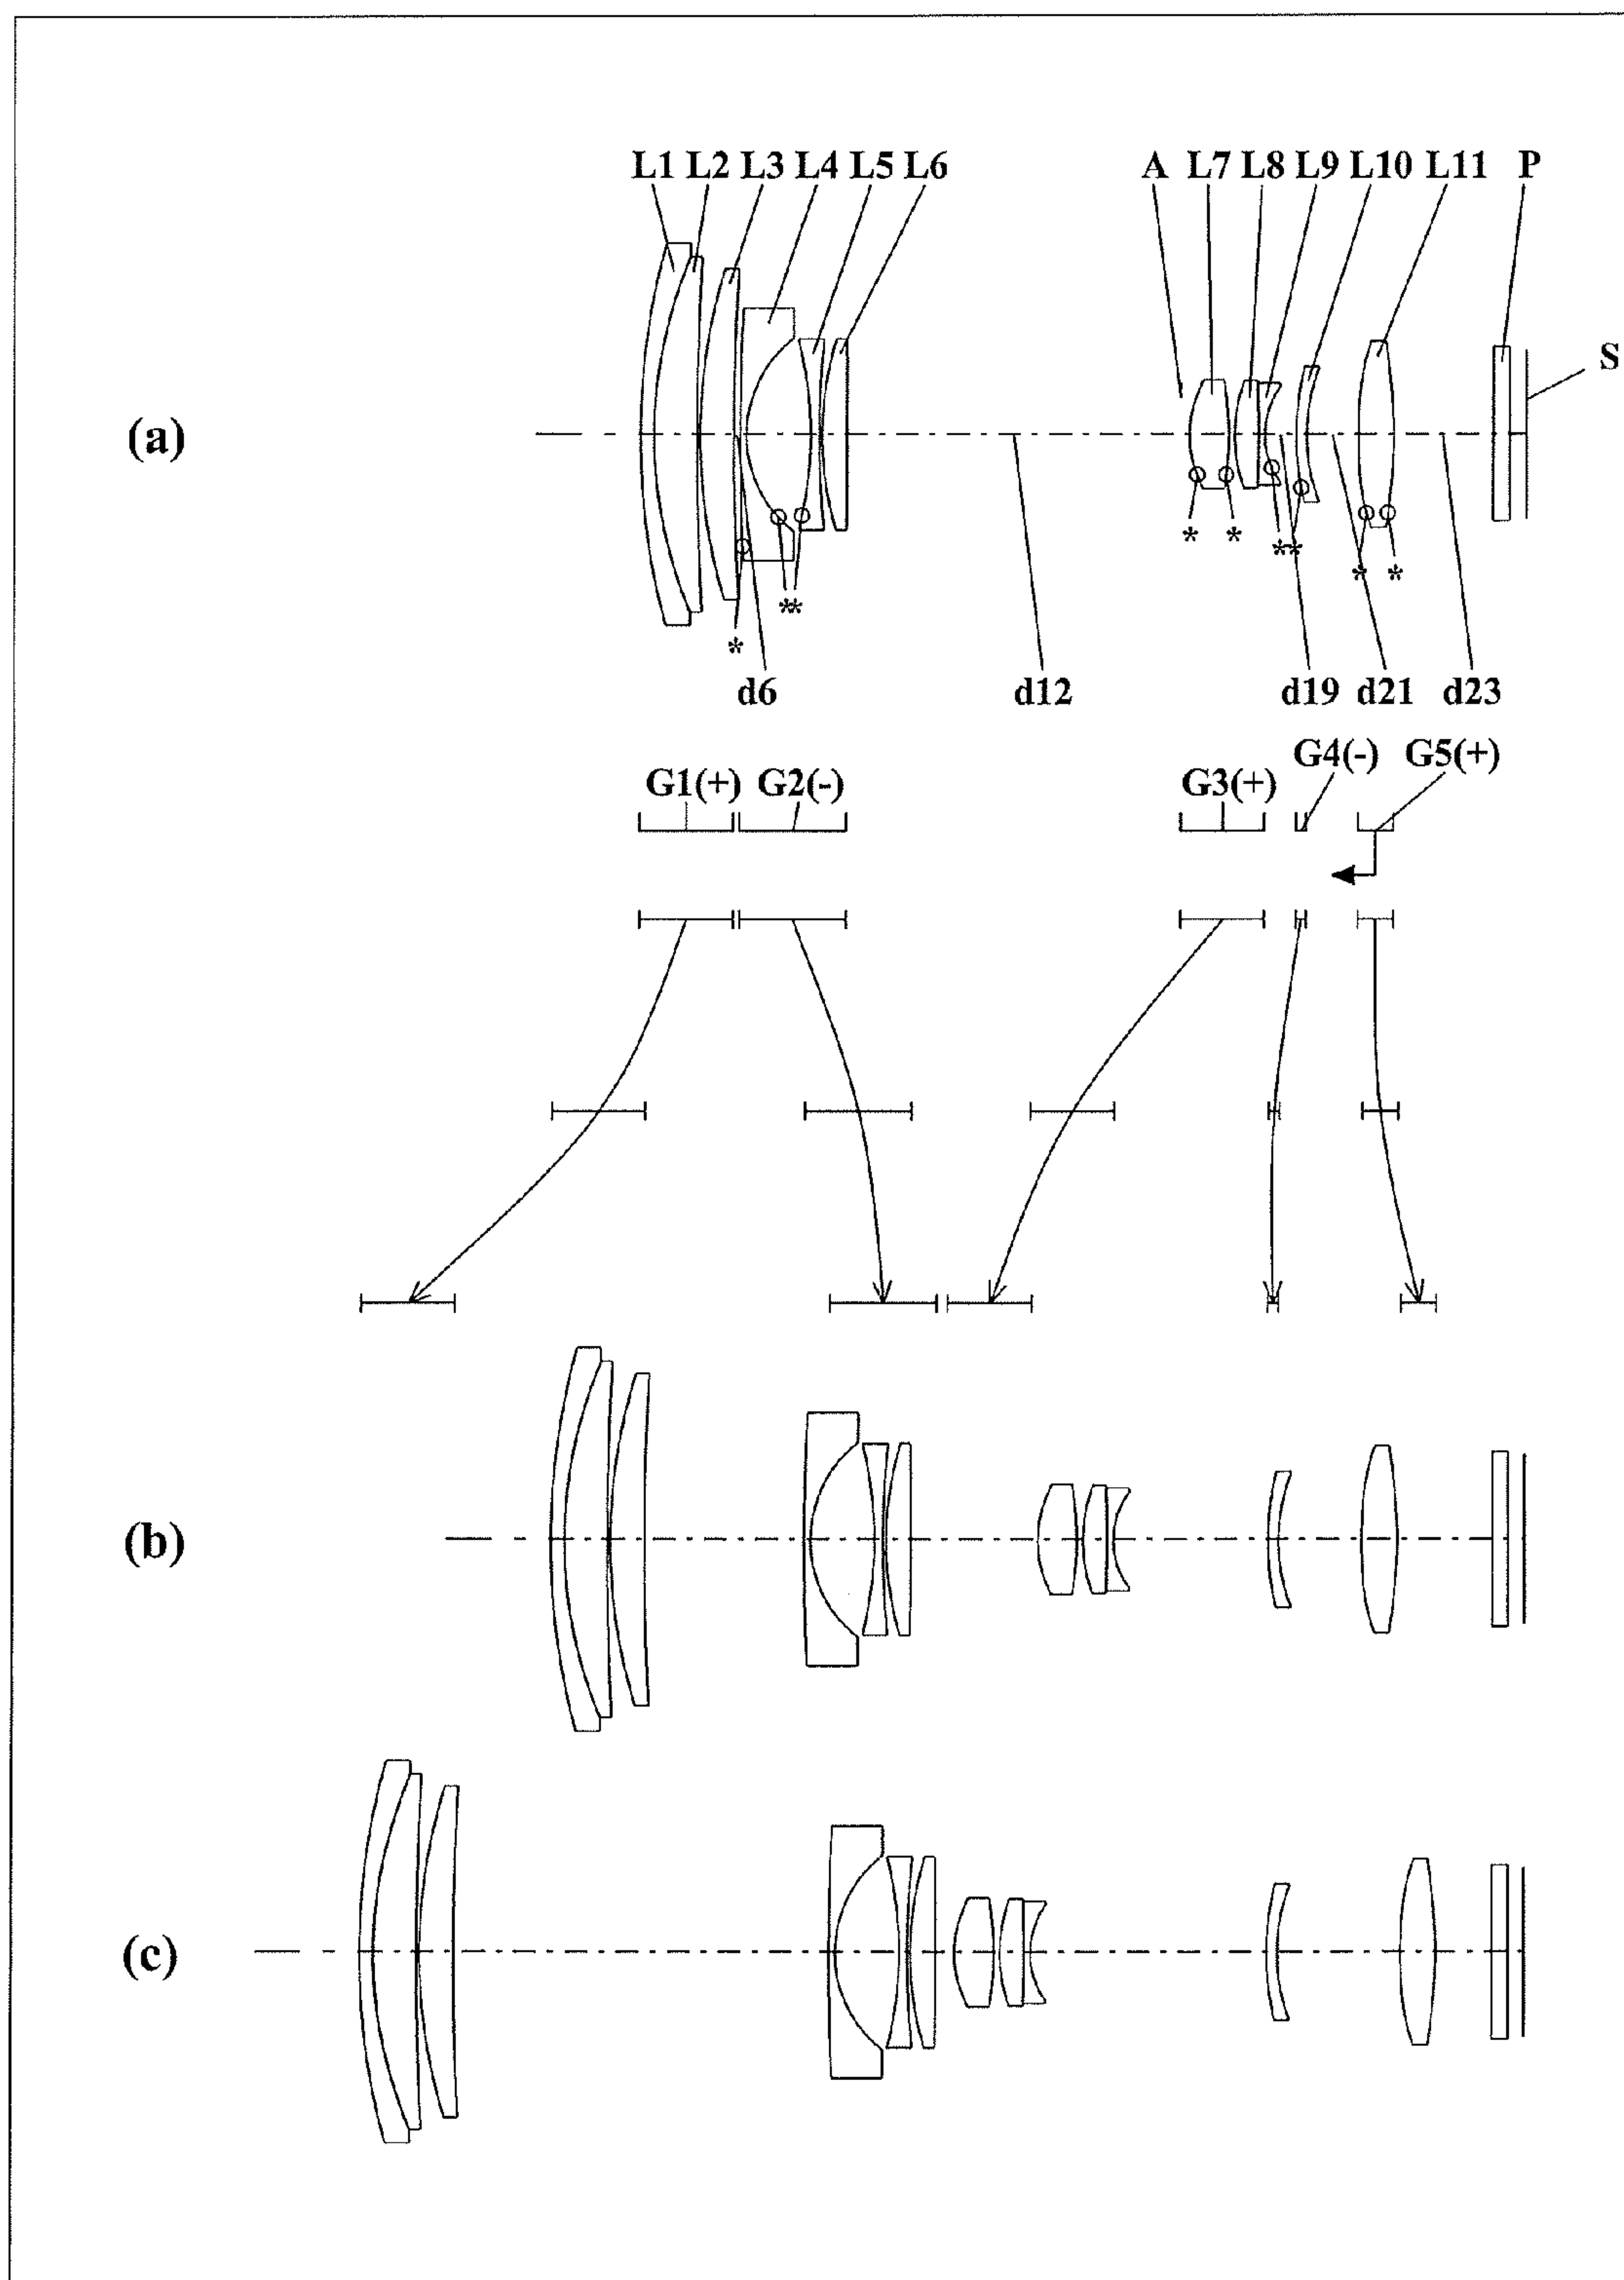 L1 L2 L3 L4 L5 L6 A L7 L8 L9 L10 L11 P
S
(a)
* * ** * *
**
*
d6 d12 d19 d21 d23
G1(+) G2(-) G3(+) G4(-) G5(+)
(b)
(c)